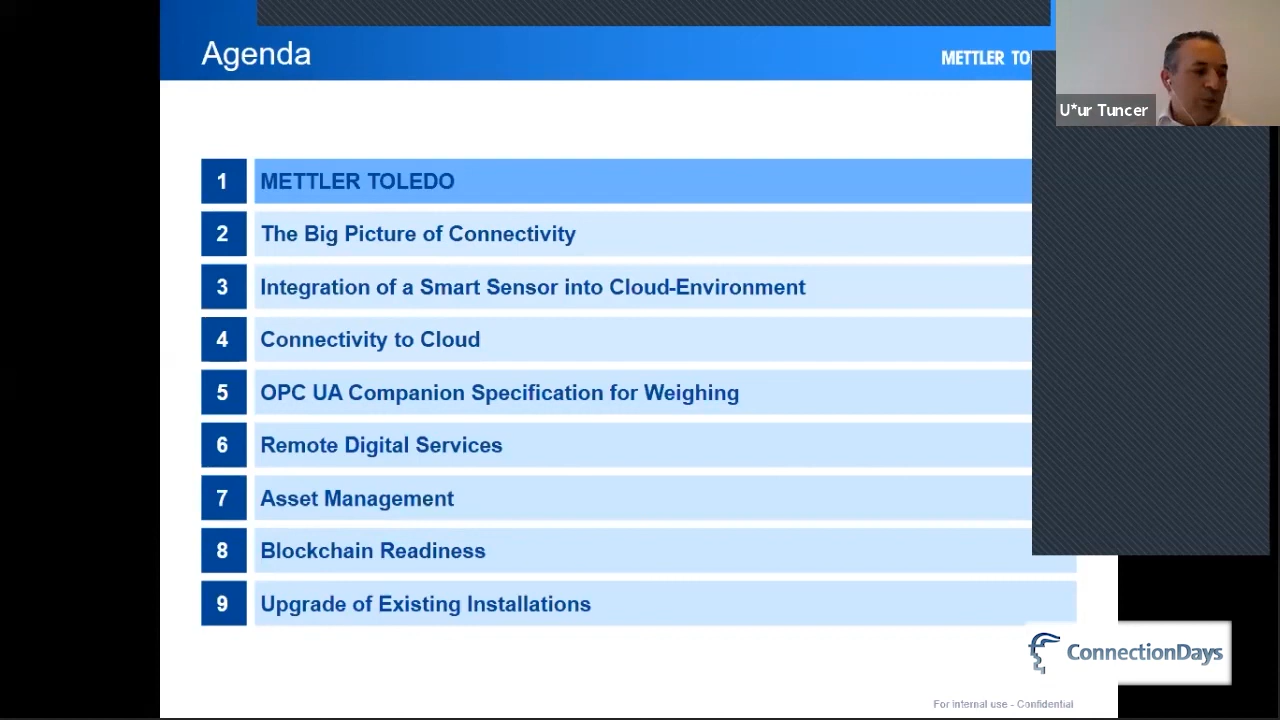 Agenda
METTLER TO
U*ur Tuncer
1 METTLER TOLEDO
2 The Big Picture of Connectivity
3 Integration of a Smart Sensor into Cloud-Environment
4 Connectivity to Cloud
5 OPC UA Companion Specification for Weighing
6 Remote Digital Services
7 Asset Management
8 Blockchain Readiness
9 Upgrade of Existing Installations
ConnectionDays
For internal use - Confidential